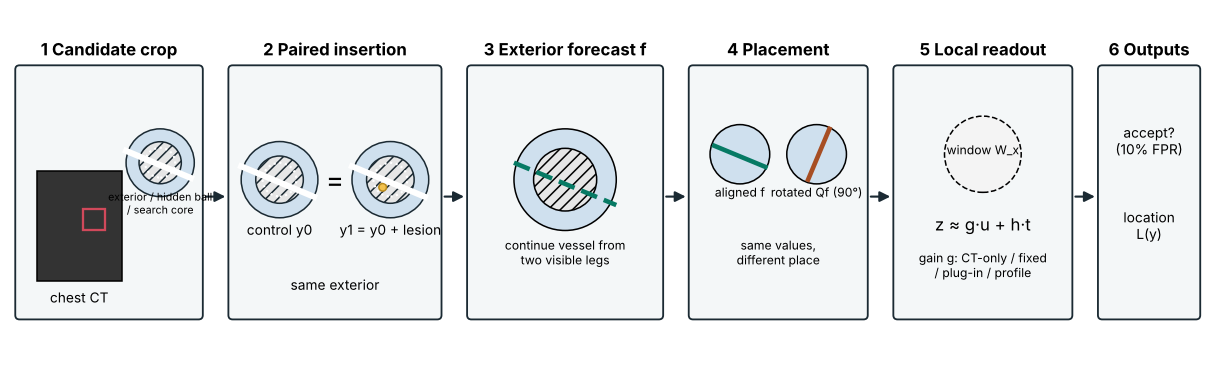 1 Candidate crop
exterior / hidden ball
/ search core
chest CT
2 Paired insertion
=
control y0
y1 = y0 + lesion
same exterior
3 Exterior forecast f
continue vessel from
two visible legs
4 Placement
aligned f
rotated Qf (90°)
same values,
different place
5 Local readout
window W_x
z ≈ g·u + h·t
gain g: CT-only / fixed
/ plug-in / profile
6 Outputs
accept?
(10% FPR)
location
L(y)